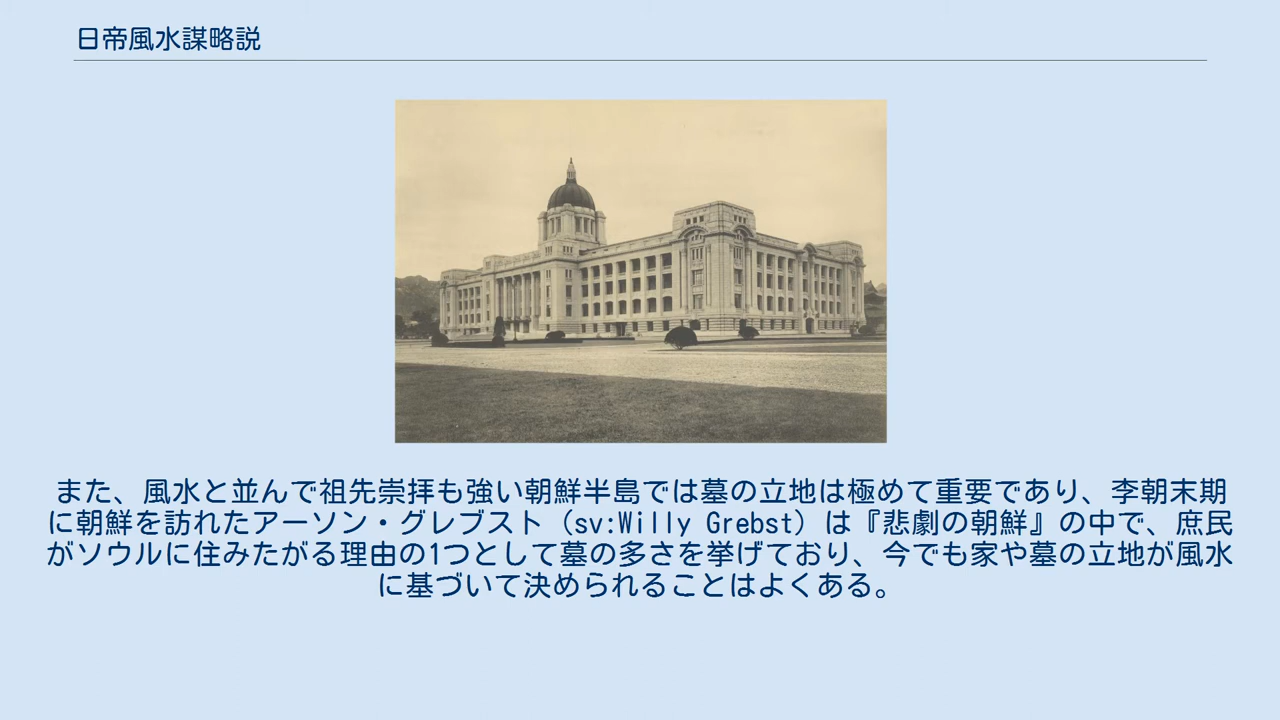 日帝風水謀略説
また、風水と並んで祖先崇拝も強い朝鮮半島では墓の立地は極めて重要であり、李朝末期
に朝鮮を訪れたアーソン・グレブスト（sv:Willy Grebst）は『悲劇の朝鮮』の中で、庶民
がソウルに住みたがる理由の1つとして墓の多さを挙げており、今でも家や墓の立地が風水
に基づいて決められることはよくある。